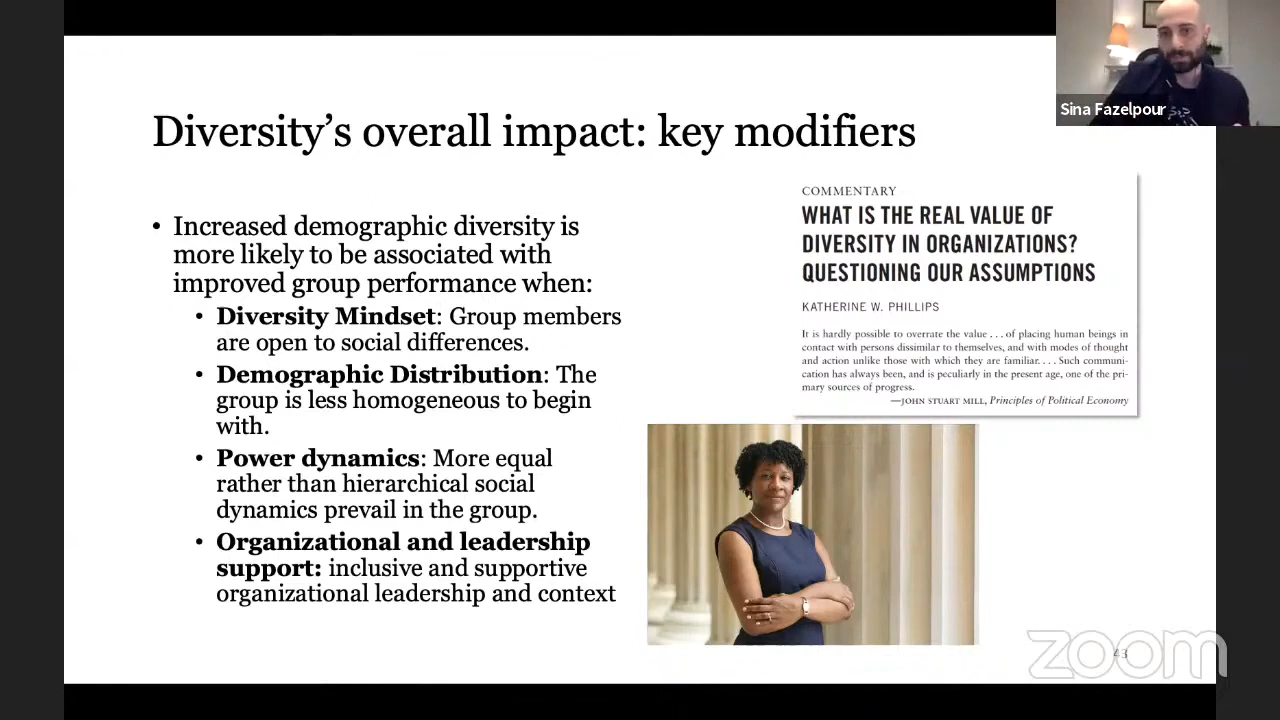 Sina Fazelpour
Diversity’s overall impact: key modifiers
• Increased demographic diversity is
more likely to be associated with
improved group performance when:
• Diversity Mindset: Group members
are open to social differences.
• Demographic Distribution: The
group is less homogeneous to begin
with.
• Power dynamics: More equal
rather than hierarchical social
dynamics prevail in the group.
• Organizational and leadership
support: inclusive and supportive
organizational leadership and context
COMMENTARY
WHAT IS THE REAL VALUE OF
DIVERSITY IN ORGANIZATIONS?
QUESTIONING OUR ASSUMPTIONS
KATHERINE W. PHILLIPS
It is hardly possible to overrate the value . . . of placing human beings in
contact with persons dissimilar to themselves, and with modes of thought
and action unlike those with which they are familiar. . . . Such communi-
cation has always been, and is peculiarly in the present age, one of the pri-
mary sources of progress.
—JOHN STUART MILL, Principles of Political Economy
43
zoom